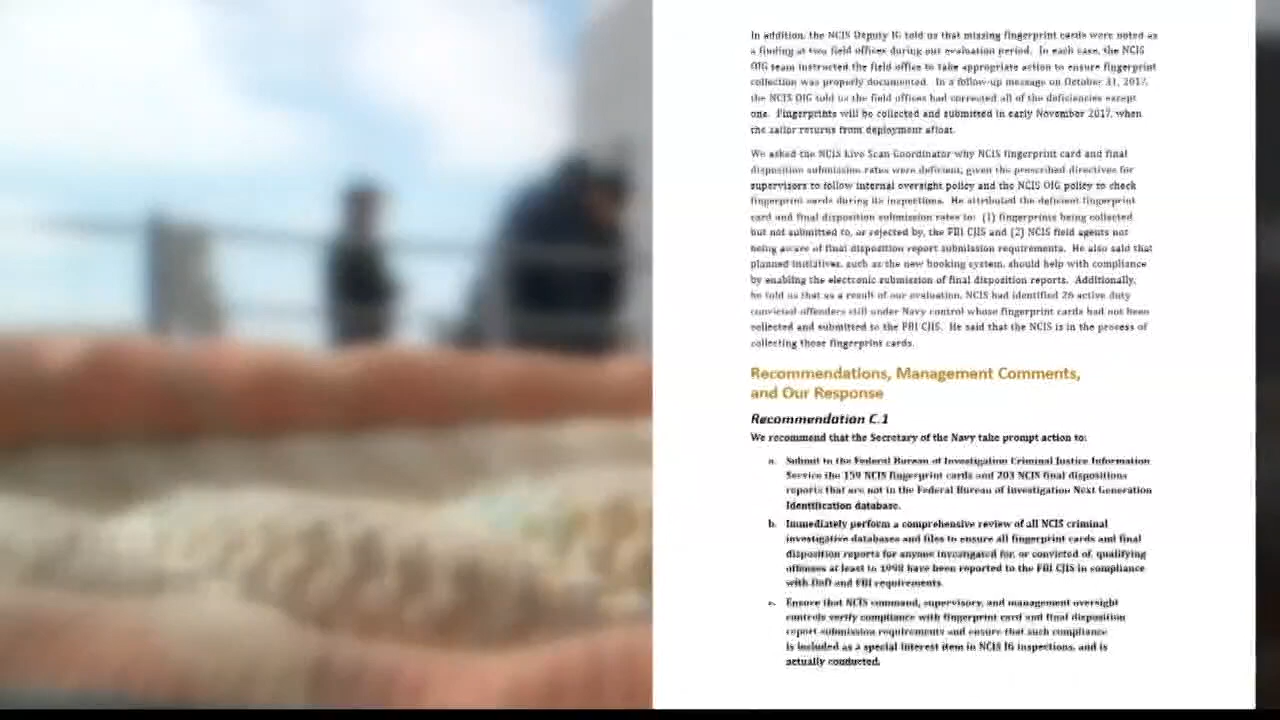 In addition, the NCIS Deputy IG told us that missing fingerprint cards were noted as
a finding at two field offices during our evaluation period. In each case, the NCIS
OIG team instructed the field office to take appropriate action to ensure fingerprint
collection was properly documented. In a follow-up message on October 31, 2017,
the NCIS OIG told us the field offices had corrected all of the deficiencies except
one. Fingerprints will be collected and submitted in early November 2017, when
the sailor returns from deployment afloat.
We asked the NCIS Live Scan Coordinator why NCIS fingerprint card and final
disposition submission rates were deficient, given the prescribed directives for
supervisors to follow internal oversight policy and the NCIS OIG policy to check
fingerprint cards during its inspections. He attributed the deficient fingerprint
card and final disposition submission rates to: (1) fingerprints being collected
but not submitted to, or rejected by, the FBI CJIS and (2) NCIS field agents not
being aware of final disposition report submission requirements. He also said that
planned initiatives, such as the new booking system, should help with compliance
by enabling the electronic submission of final disposition reports. Additionally,
he told us that as a result of our evaluation, NCIS had identified 26 active duty
convicted offenders still under Navy control whose fingerprint cards had not been
collected and submitted to the FBI CJIS. He said that the NCIS is in the process of
collecting those fingerprint cards.
Recommendations, Management Comments,
and Our Response
Recommendation C.1
We recommend that the Secretary of the Navy take prompt action to:
a. Submit to the Federal Bureau of Investigation Criminal Justice Information
Service the 159 NCIS fingerprint cards and 203 NCIS final dispositions
reports that are not in the Federal Bureau of Investigation Next Generation
Identification database.
b. Immediately perform a comprehensive review of all NCIS criminal
investigative databases and files to ensure all fingerprint cards and final
disposition reports for anyone investigated for, or convicted of, qualifying
offenses at least to 1998 have been reported to the FBI CJIS in compliance
with DoD and FBI requirements.
c. Ensure that NCIS command, supervisory, and management oversight
controls verify compliance with fingerprint card and final disposition
report submission requirements and ensure that such compliance
is included as a special interest item in NCIS IG inspections, and is
actually conducted.